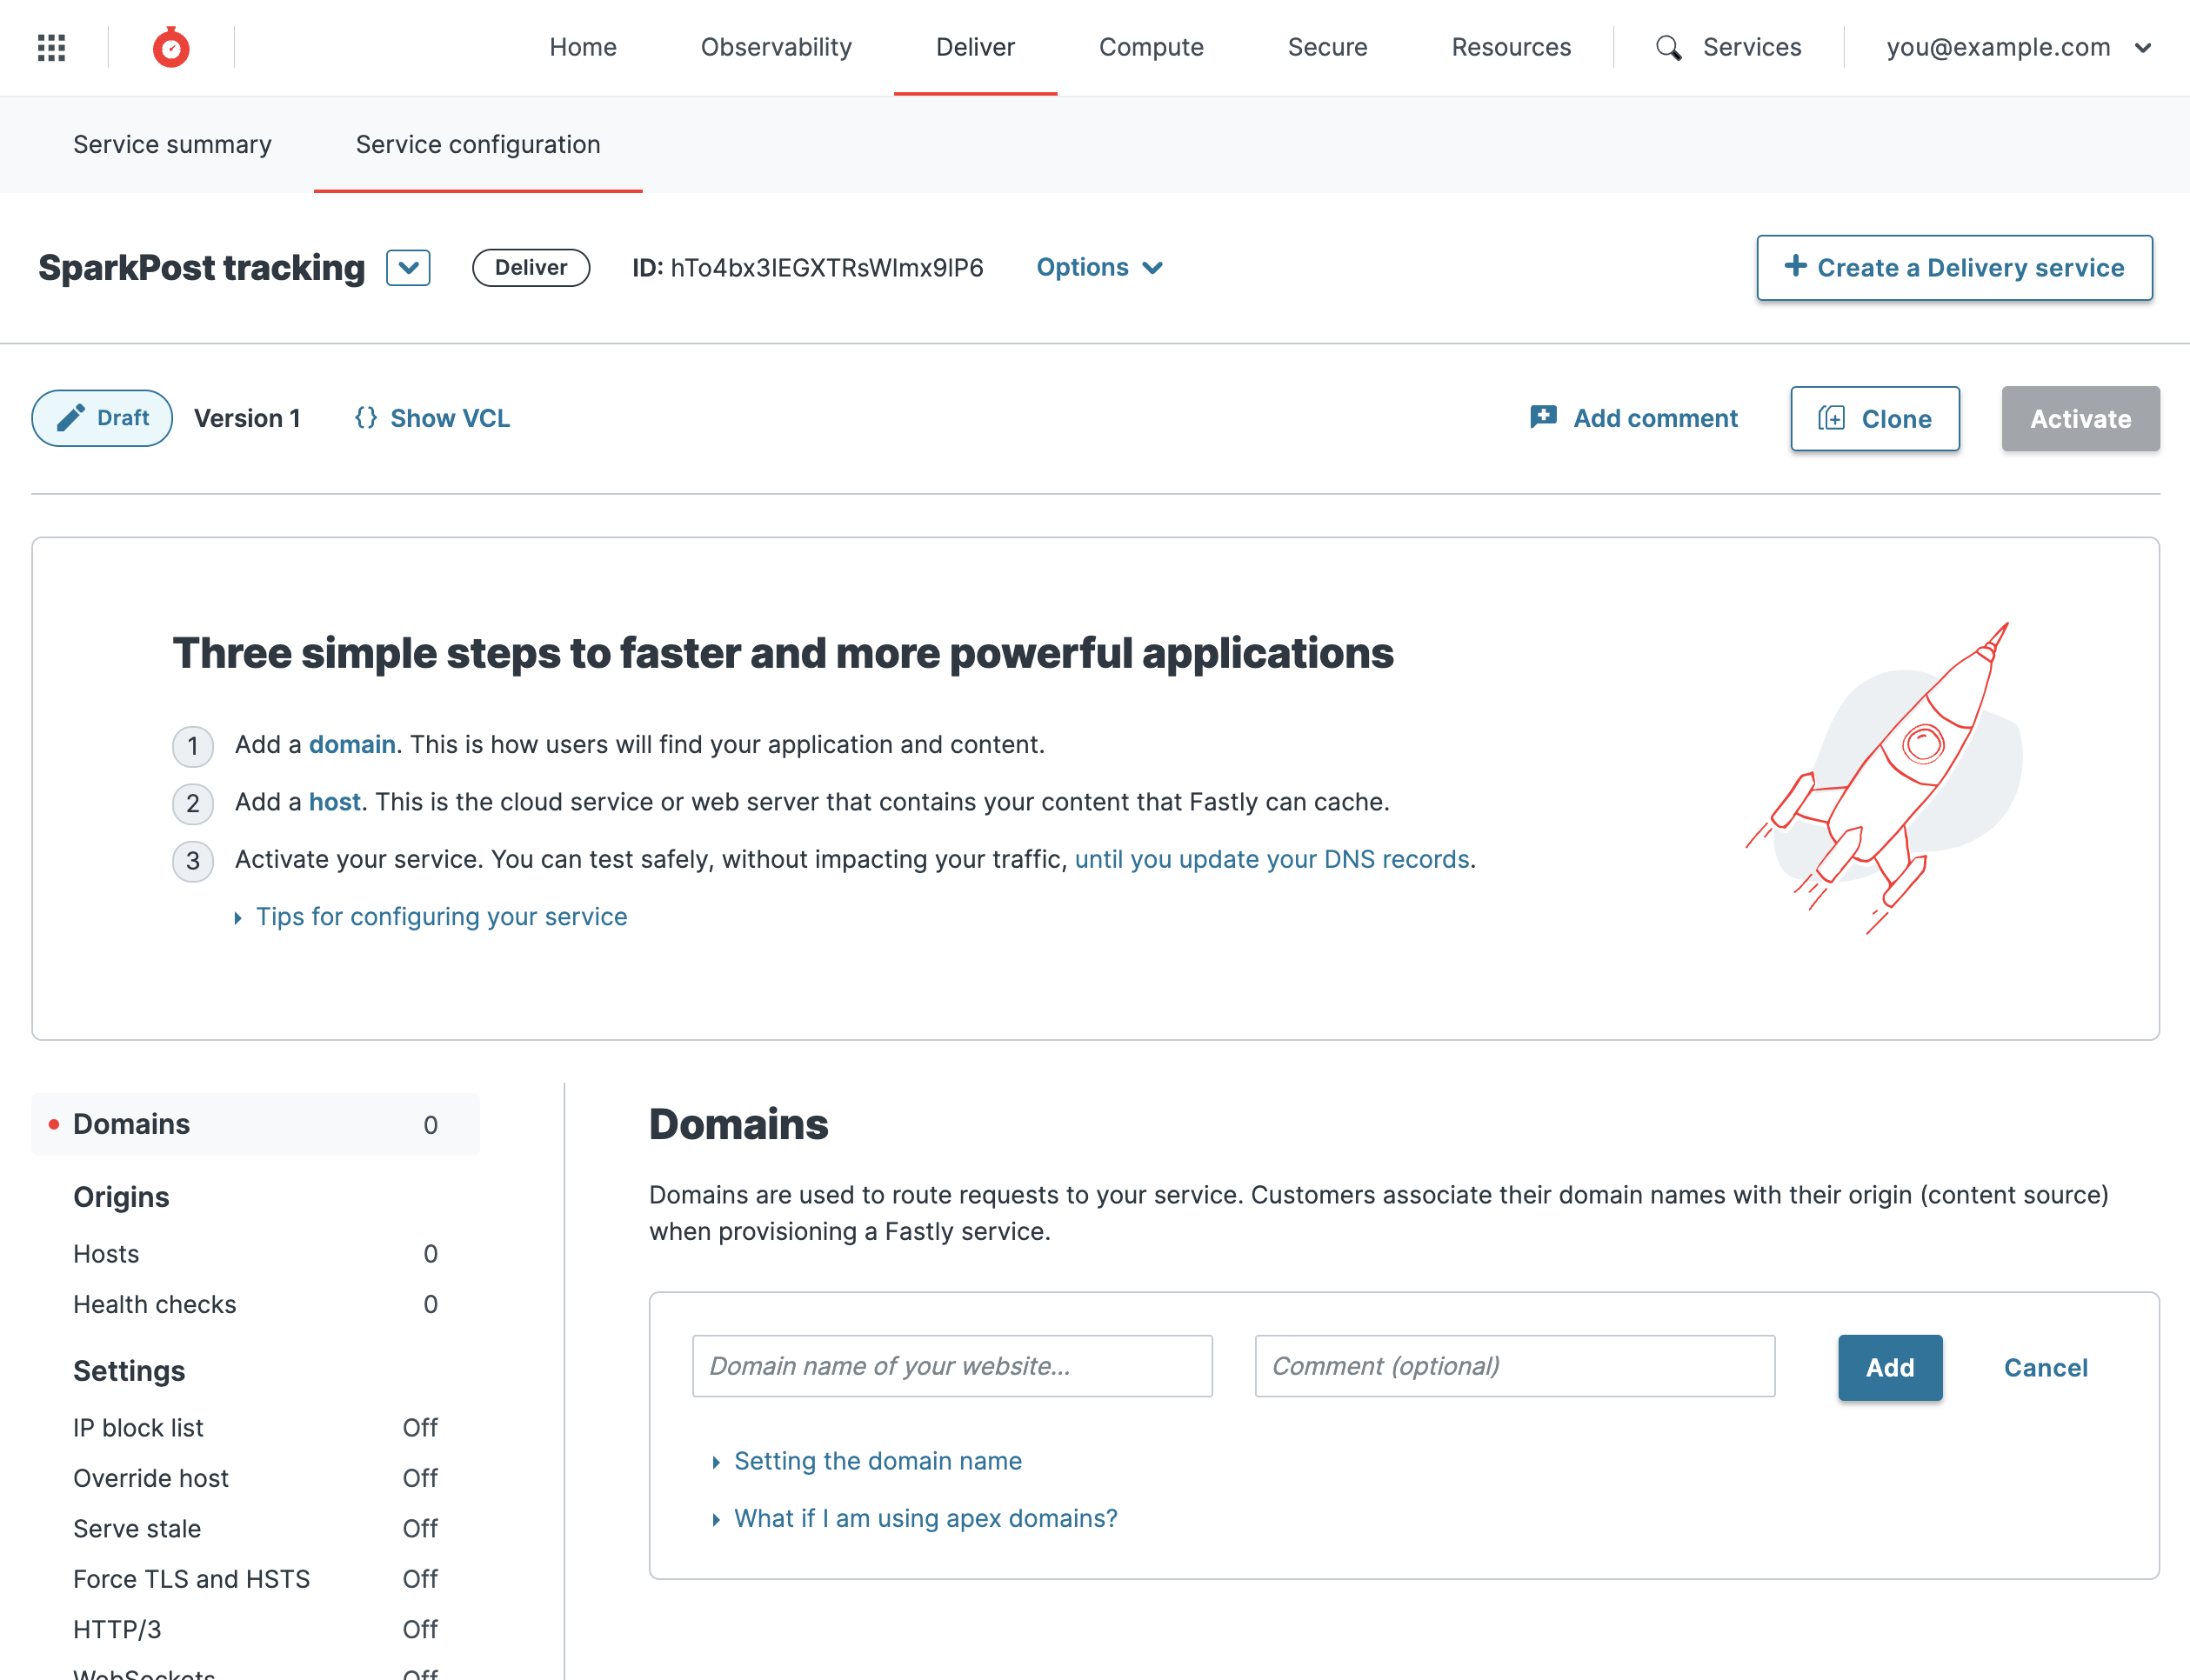 Home Observability Deliver Compute Secure Resources Services you@example.com
Service summary Service configuration
SparkPost tracking Deliver ID: hTo4bx3IEGXTRsWImx9IP6 Options + Create a Delivery service
Draft Version 1 {} Show VCL Add comment Clone Activate
Three simple steps to faster and more powerful applications
1 Add a domain. This is how users will find your application and content.
2 Add a host. This is the cloud service or web server that contains your content that Fastly can cache.
3 Activate your service. You can test safely, without impacting your traffic, until you update your DNS records.
Tips for configuring your service
Domains 0
Origins
Hosts 0
Health checks 0
Settings
IP block list Off
Override host Off
Serve stale Off
Force TLS and HSTS Off
HTTP/3 Off
WebSockets Off
Domains
Domains are used to route requests to your service. Customers associate their domain names with their origin (content source)
when provisioning a Fastly service.
Domain name of your website... Comment (optional) Add Cancel
Setting the domain name
What if I am using apex domains?